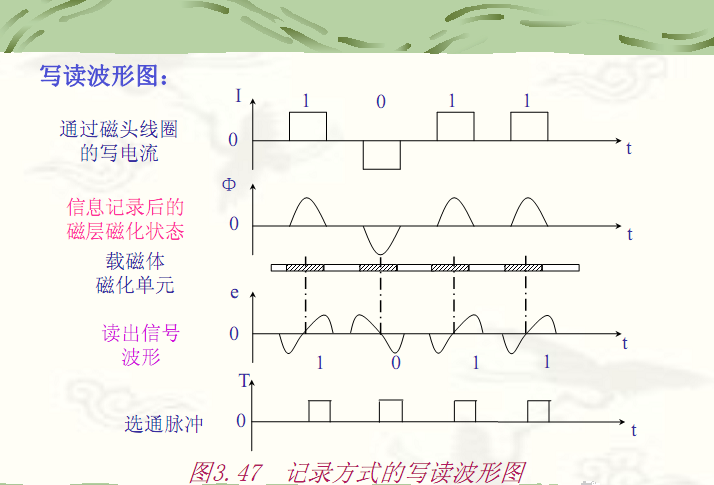 写读波形图：
I
1 0 1 1
0
t
通过磁头线圈
的写电流
Φ
0
t
信息记录后的
磁层磁化状态
载磁体
磁化单元
e
0
t
读出信号
波形
1 0 1 1
T
0
t
选通脉冲
图3.47 记录方式的写读波形图